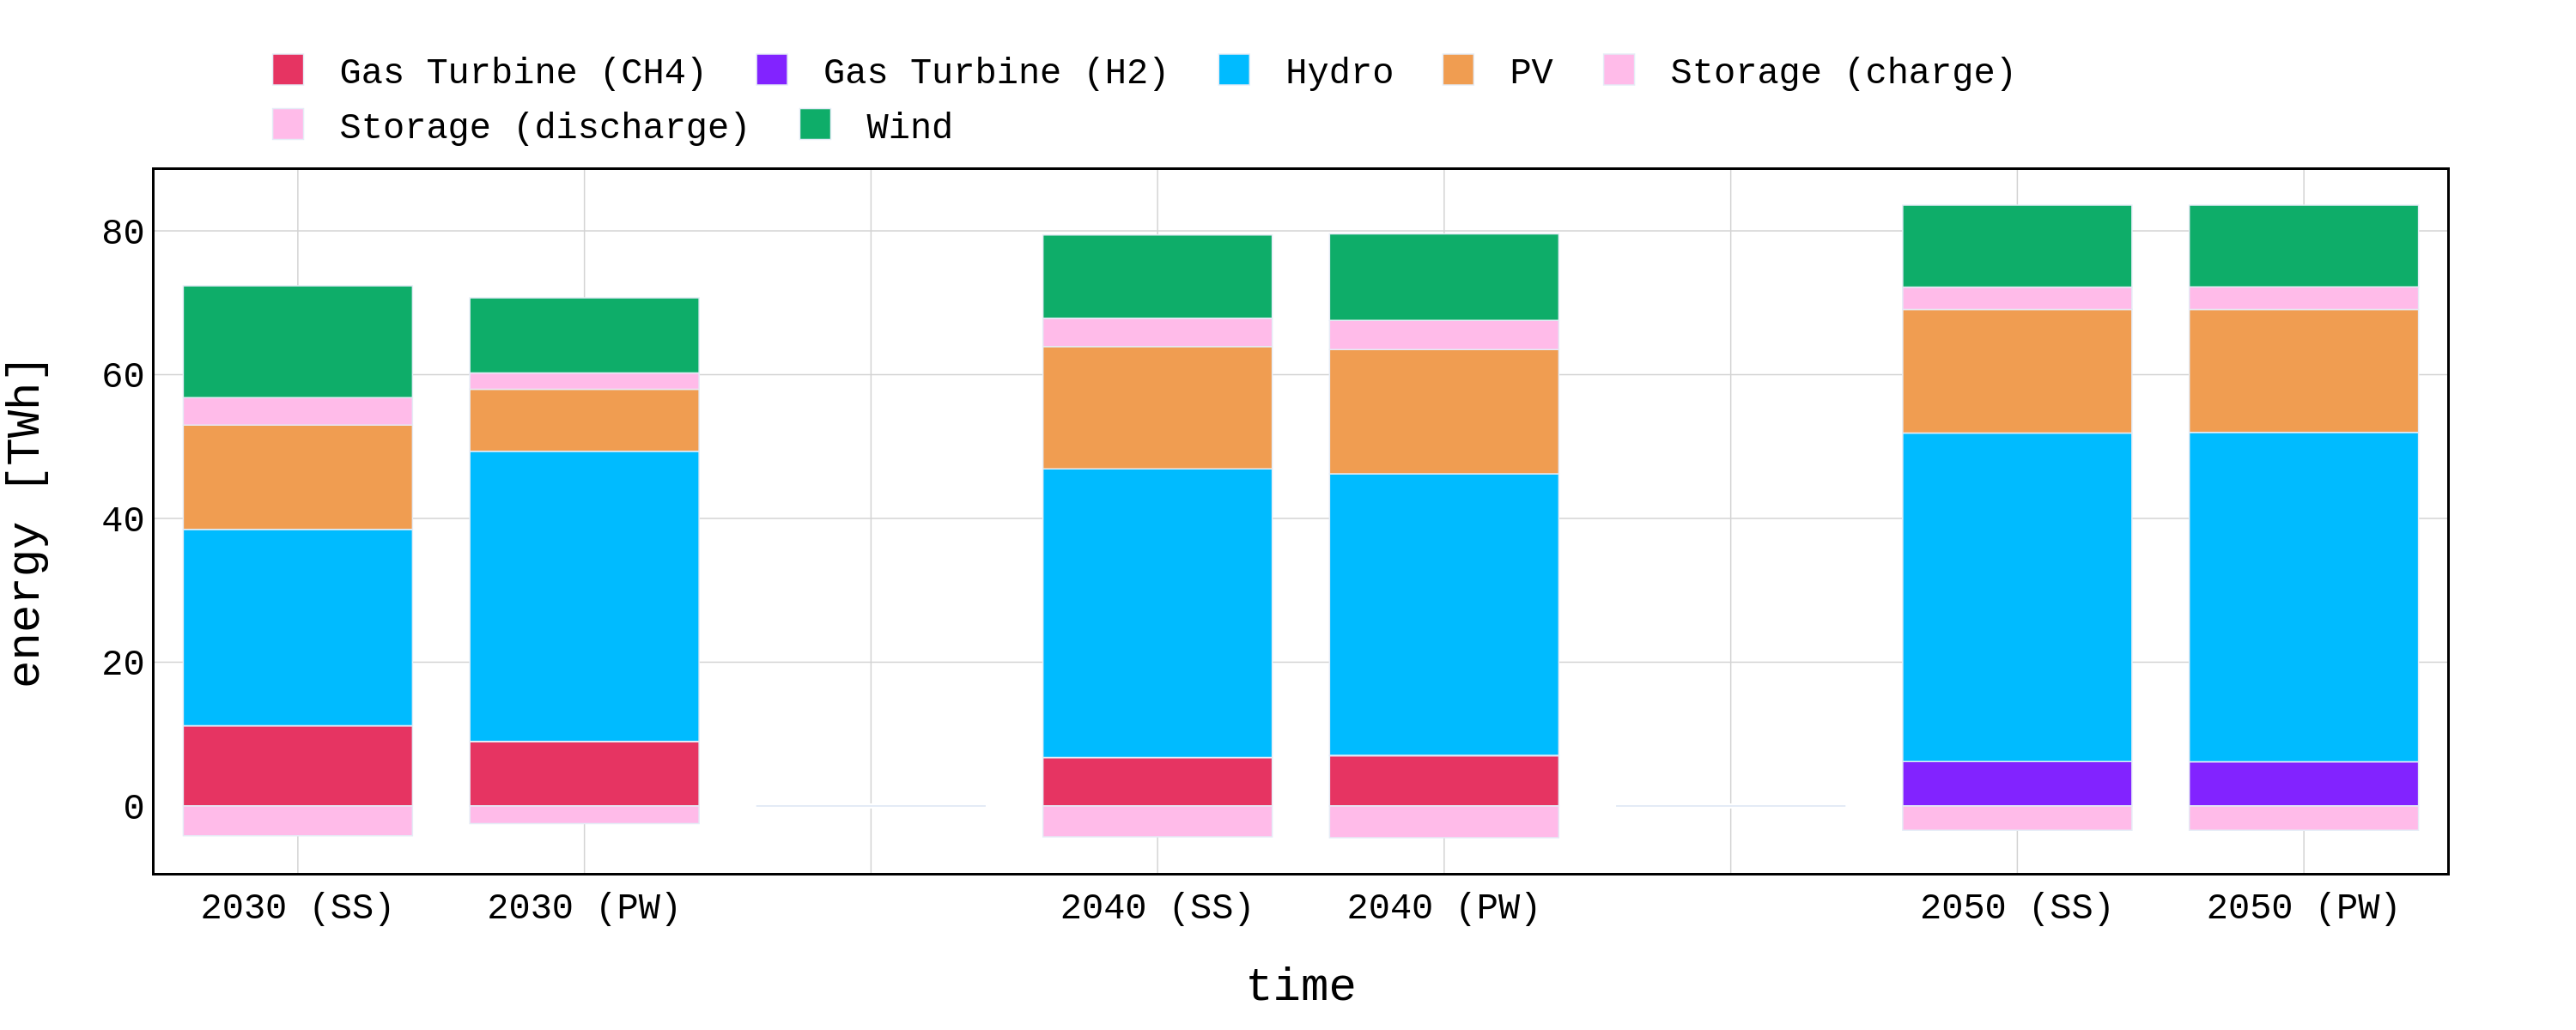 Gas Turbine (CH4) Gas Turbine (H2) Hydro PV Storage (charge)
Storage (discharge) Wind
80
60
40
20
0
energy [TWh]
2030 (SS) 2030 (PW) 2040 (SS) 2040 (PW) 2050 (SS) 2050 (PW)
time